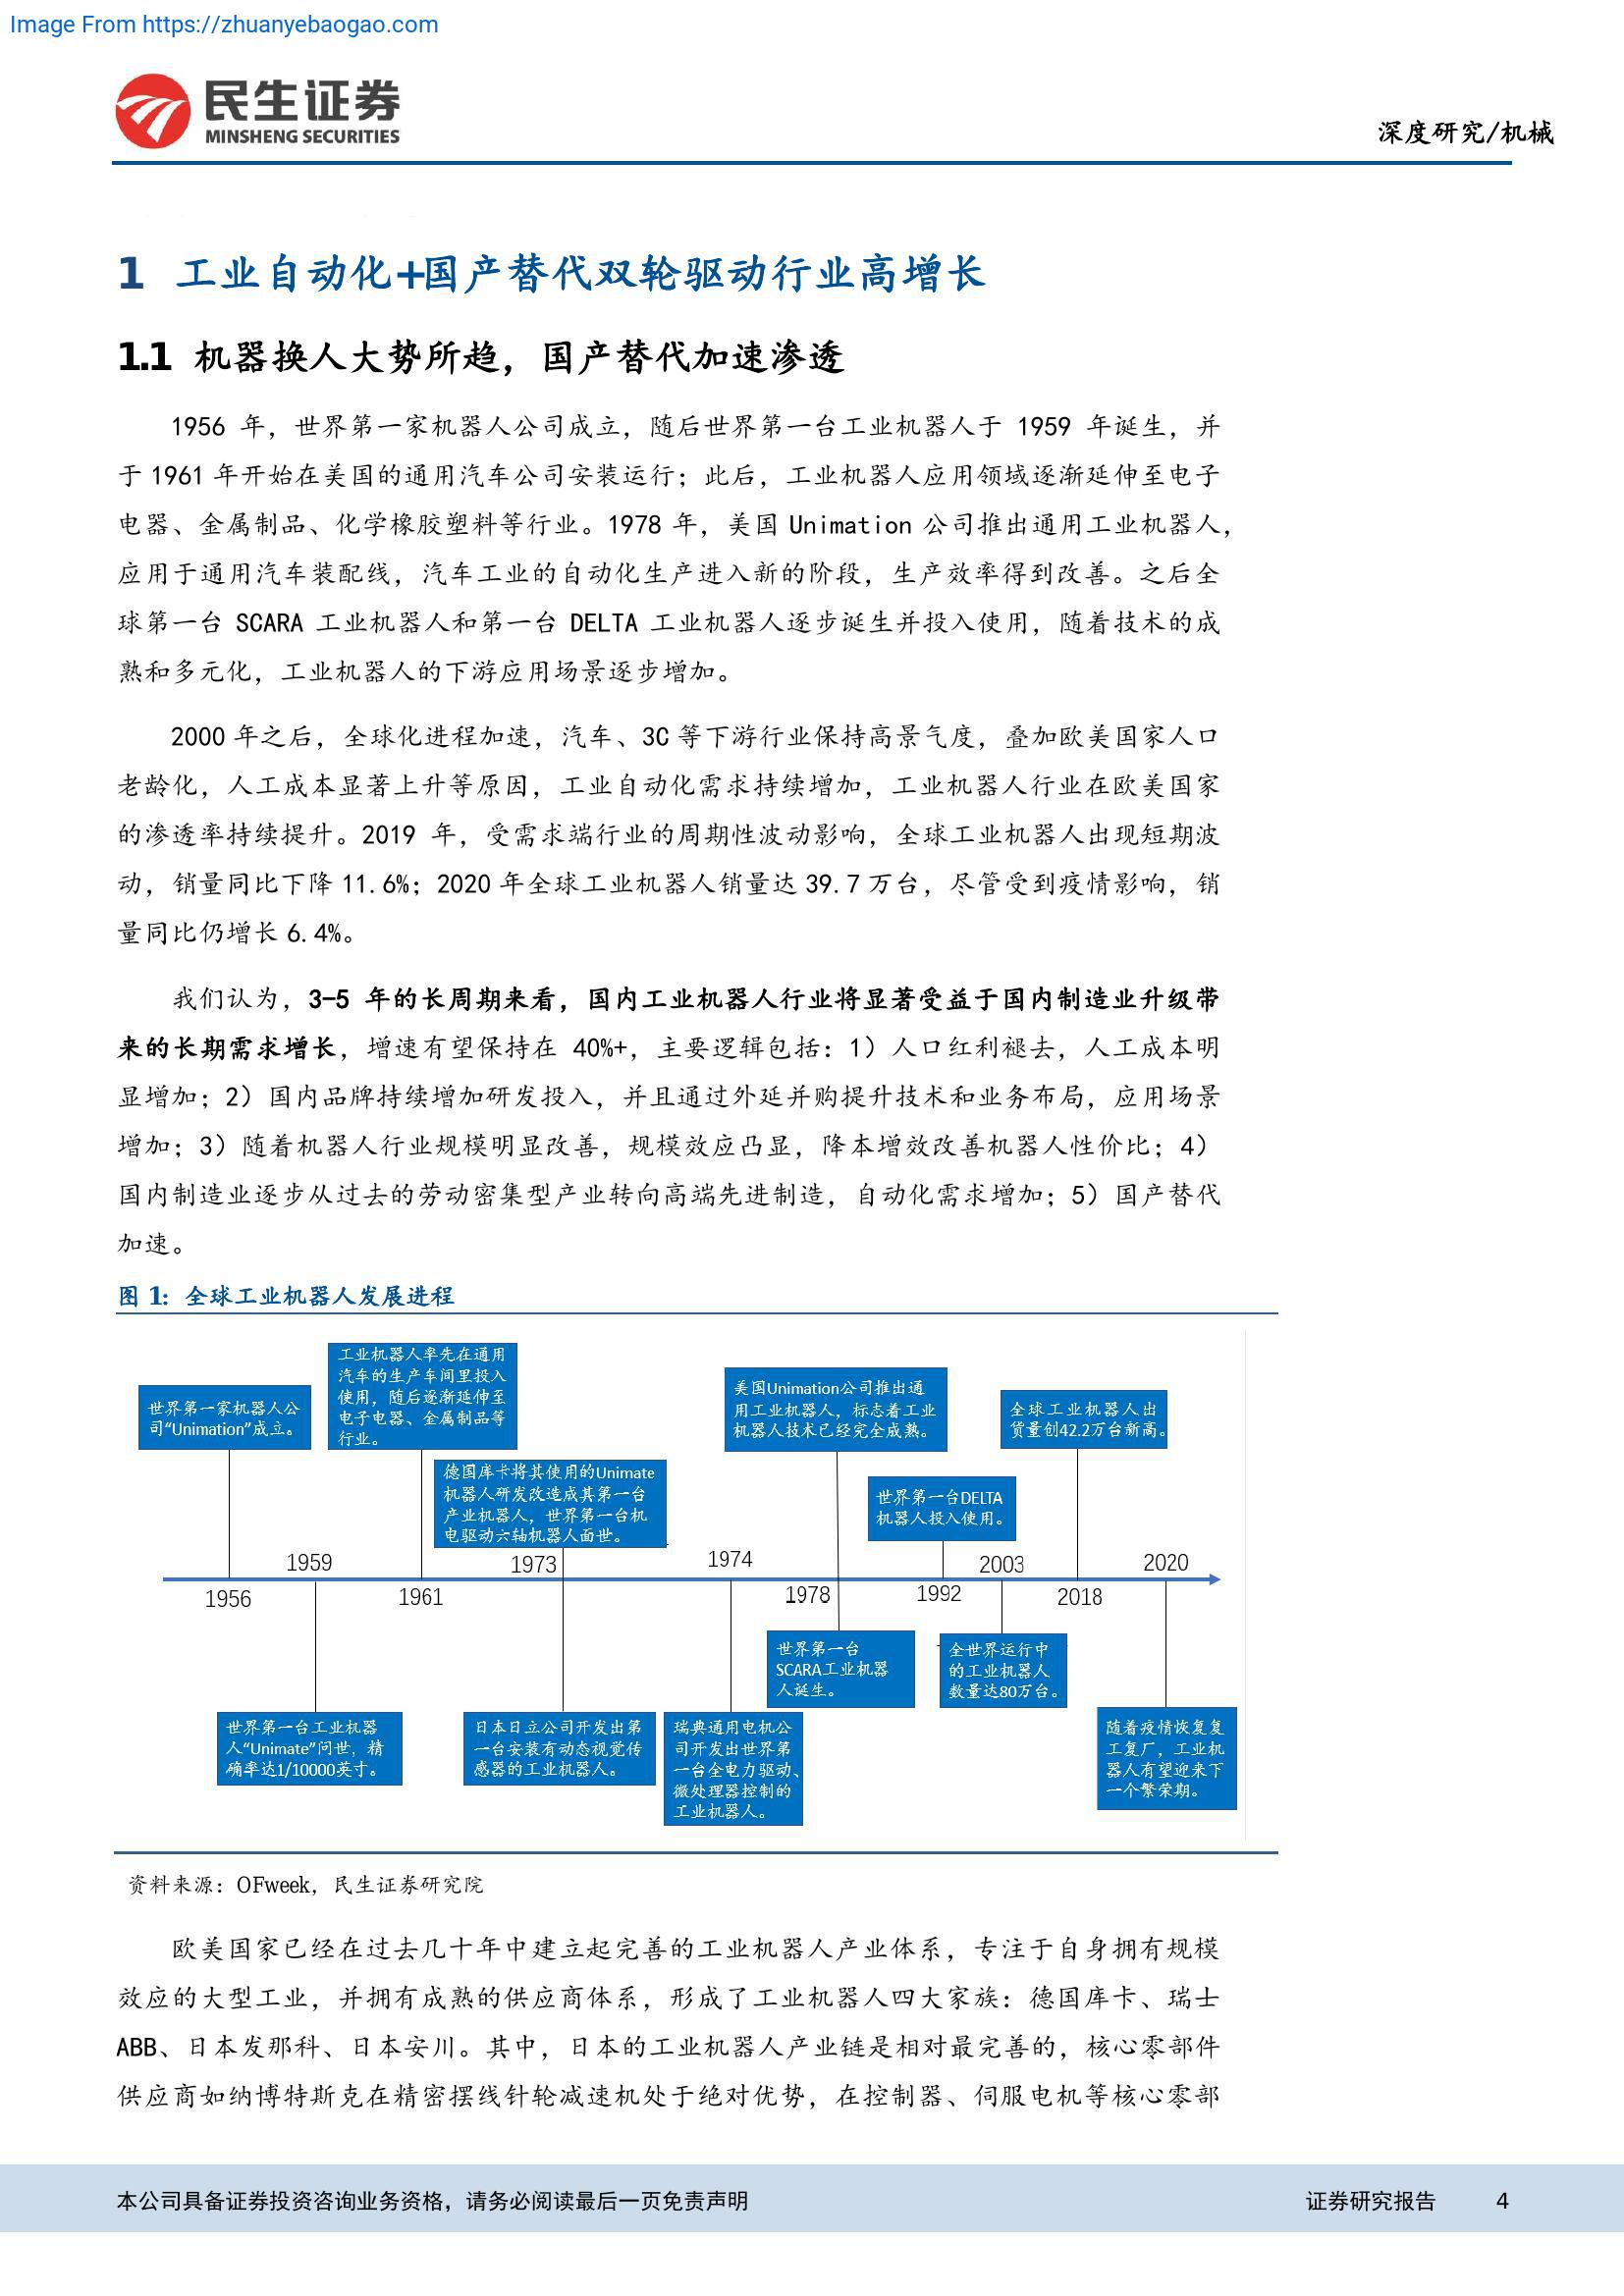 Image From https://zhuanyebaogao.com
民生证券
MINSHENG SECURITIES
深度研究/机械
1 工业自动化+国产替代双轮驱动行业高增长
1.1 机器换人大势所趋，国产替代加速渗透
1956 年，世界第一家机器人公司成立，随后世界第一台工业机器人于 1959 年诞生，并
于 1961 年开始在美国的通用汽车公司安装运行；此后，工业机器人应用领域逐渐延伸至电子
电器、金属制品、化学橡胶塑料等行业。1978 年，美国 Unimation 公司推出通用工业机器人，
应用于通用汽车装配线，汽车工业的自动化生产进入新的阶段，生产效率得到改善。之后全
球第一台 SCARA 工业机器人和第一台 DELTA 工业机器人逐步诞生并投入使用，随着技术的成
熟和多元化，工业机器人的下游应用场景逐步增加。
2000 年之后，全球化进程加速，汽车、3C 等下游行业保持高景气度，叠加欧美国家人口
老龄化，人工成本显著上升等原因，工业自动化需求持续增加，工业机器人行业在欧美国家
的渗透率持续提升。2019 年，受需求端行业的周期性波动影响，全球工业机器人出现短期波
动，销量同比下降 11.6%；2020 年全球工业机器人销量达 39.7 万台，尽管受到疫情影响，销
量同比仍增长 6.4%。
我们认为，3-5 年的长周期来看，国内工业机器人行业将显著受益于国内制造业升级带
来的长期需求增长，增速有望保持在 40%+，主要逻辑包括：1）人口红利褪去，人工成本明
显增加；2）国内品牌持续增加研发投入，并且通过外延并购提升技术和业务布局，应用场景
增加；3）随着机器人行业规模明显改善，规模效应凸显，降本增效改善机器人性价比；4）
国内制造业逐步从过去的劳动密集型产业转向高端先进制造，自动化需求增加；5）国产替代
加速。
图 1：全球工业机器人发展进程
世界第一家机器人公
司“Unimation”成立。
工业机器人率先在通用
汽车的生产车间里投入
使用，随后逐渐延伸至
电子电器、金属制品等
行业。
德国库卡将其使用的Unimate
机器人研发改造成其第一台
产业机器人，世界第一台机
电驱动六轴机器人面世。
美国Unimation公司推出通
用工业机器人，标志着工业
机器人技术已经完全成熟。
世界第一台DELTA
机器人投入使用。
全球工业机器人出
货量创42.2万台新高。
1959
1973
1974
2003
2020
1956
1961
1978
1992
2018
世界第一台工业机器
人“Unimate”问世，精
确率达1/10000英寸。
日本日立公司开发出第
一台安装有动态视觉传
感器的工业机器人。
瑞典通用电机公
司开发出世界第
一台全电力驱动、
微处理器控制的
工业机器人。
世界第一台
SCARA工业机器
人诞生。
全世界运行中
的工业机器人
数量达80万台。
随着疫情恢复复
工复厂，工业机
器人有望迎来下
一个繁荣期。
资料来源：OFweek，民生证券研究院
欧美国家已经在过去几十年中建立起完善的工业机器人产业体系，专注于自身拥有规模
效应的大型工业，并拥有成熟的供应商体系，形成了工业机器人四大家族：德国库卡、瑞士
ABB、日本发那科、日本安川。其中，日本的工业机器人产业链是相对最完善的，核心零部件
供应商如纳博特斯克在精密摆线针轮减速机处于绝对优势，在控制器、伺服电机等核心零部
本公司具备证券投资咨询业务资格，请务必阅读最后一页免责声明
证券研究报告 4